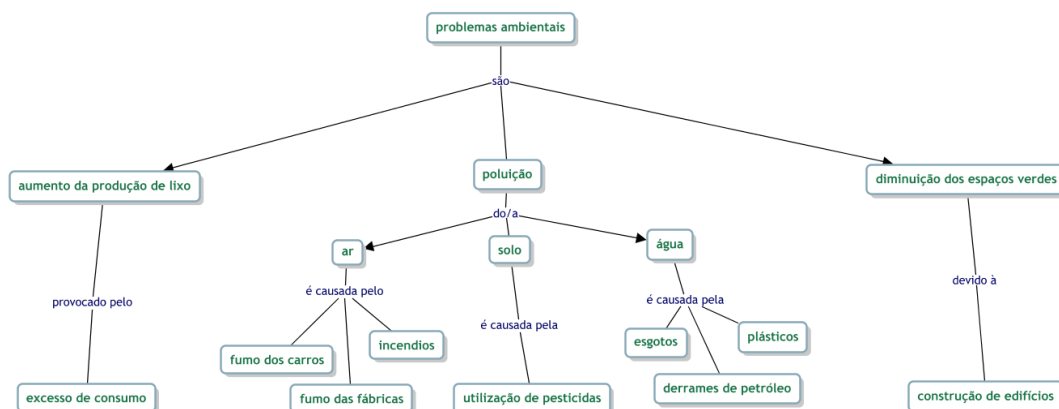 problemas ambientais
são
aumento da produção de lixo
poluição
diminuição dos espaços verdes
do/a
ar
solo
água
provocado pelo
é causada pelo
é causada pela
é causada pela
devido à
fumo dos carros
incendios
esgotos
plásticos
excesso de consumo
fumo das fábricas
utilização de pesticidas
derrames de petróleo
construção de edifícios